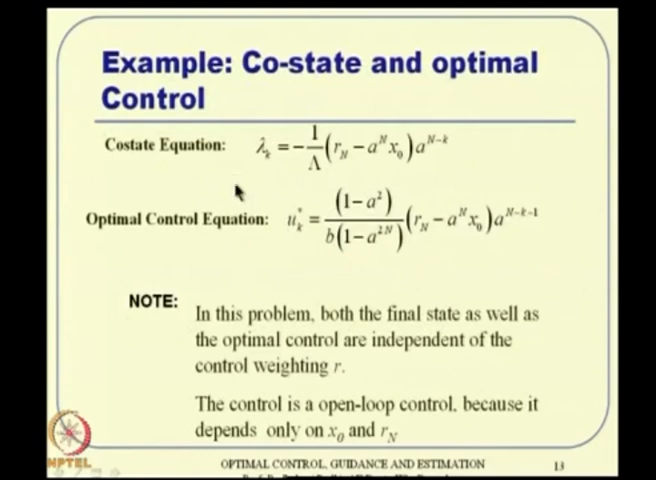 Example: Co-state and optimal
Control
Costate Equation: λ̂_k = −(1/Λ)(r_N − a^N x_0)a^{N−k}
Optimal Control Equation: u_k^* = (1−a²)/(b(1−a^{2N})) (r_N − a^N x_0)a^{N−k−1}
NOTE:
In this problem, both the final state as well as
the optimal control are independent of the
control weighting r.
The control is a open-loop control, because it
depends only on x_0 and r_N
NPTEL
OPTIMAL CONTROL, GUIDANCE AND ESTIMATION
13